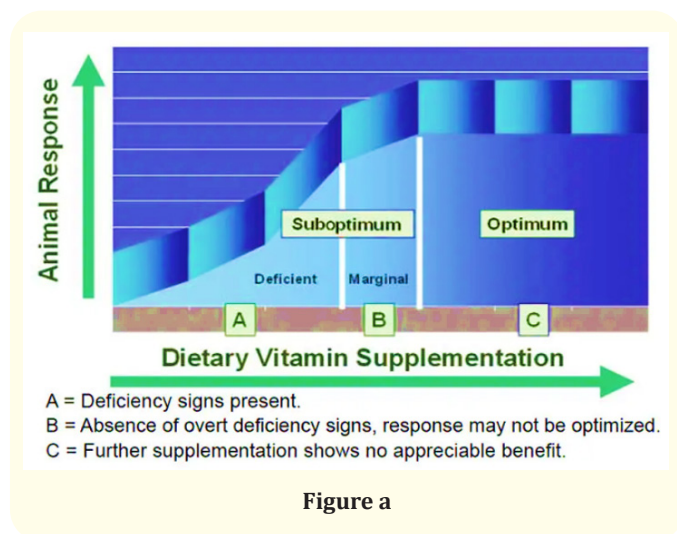 Animal Response
Suboptimum
Optimum
Deficient
Marginal
A
B
C
Dietary Vitamin Supplementation
A = Deficiency signs present.
B = Absence of overt deficiency signs, response may not be optimized.
C = Further supplementation shows no appreciable benefit.
Figure a